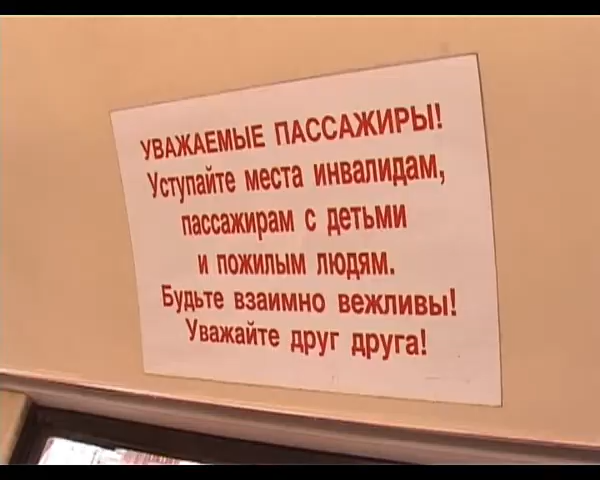 УВАЖАЕМЫЕ ПАССАЖИРЫ!
Уступайте места инвалидам,
пассажирам с детьми
и пожилым людям.
Будьте взаимно вежливы!
Уважайте друг друга!